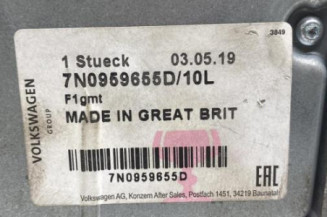 3849
1 Stueck 03.05.19
7N0959655D/10L
F1gmt
MADE IN GREAT BRIT
VOLKSWAGEN
GROUP
7N0959655D
EAC
Volkswagen AG, Konzern After Sales, Postfach 1451, 34219 Baunatal